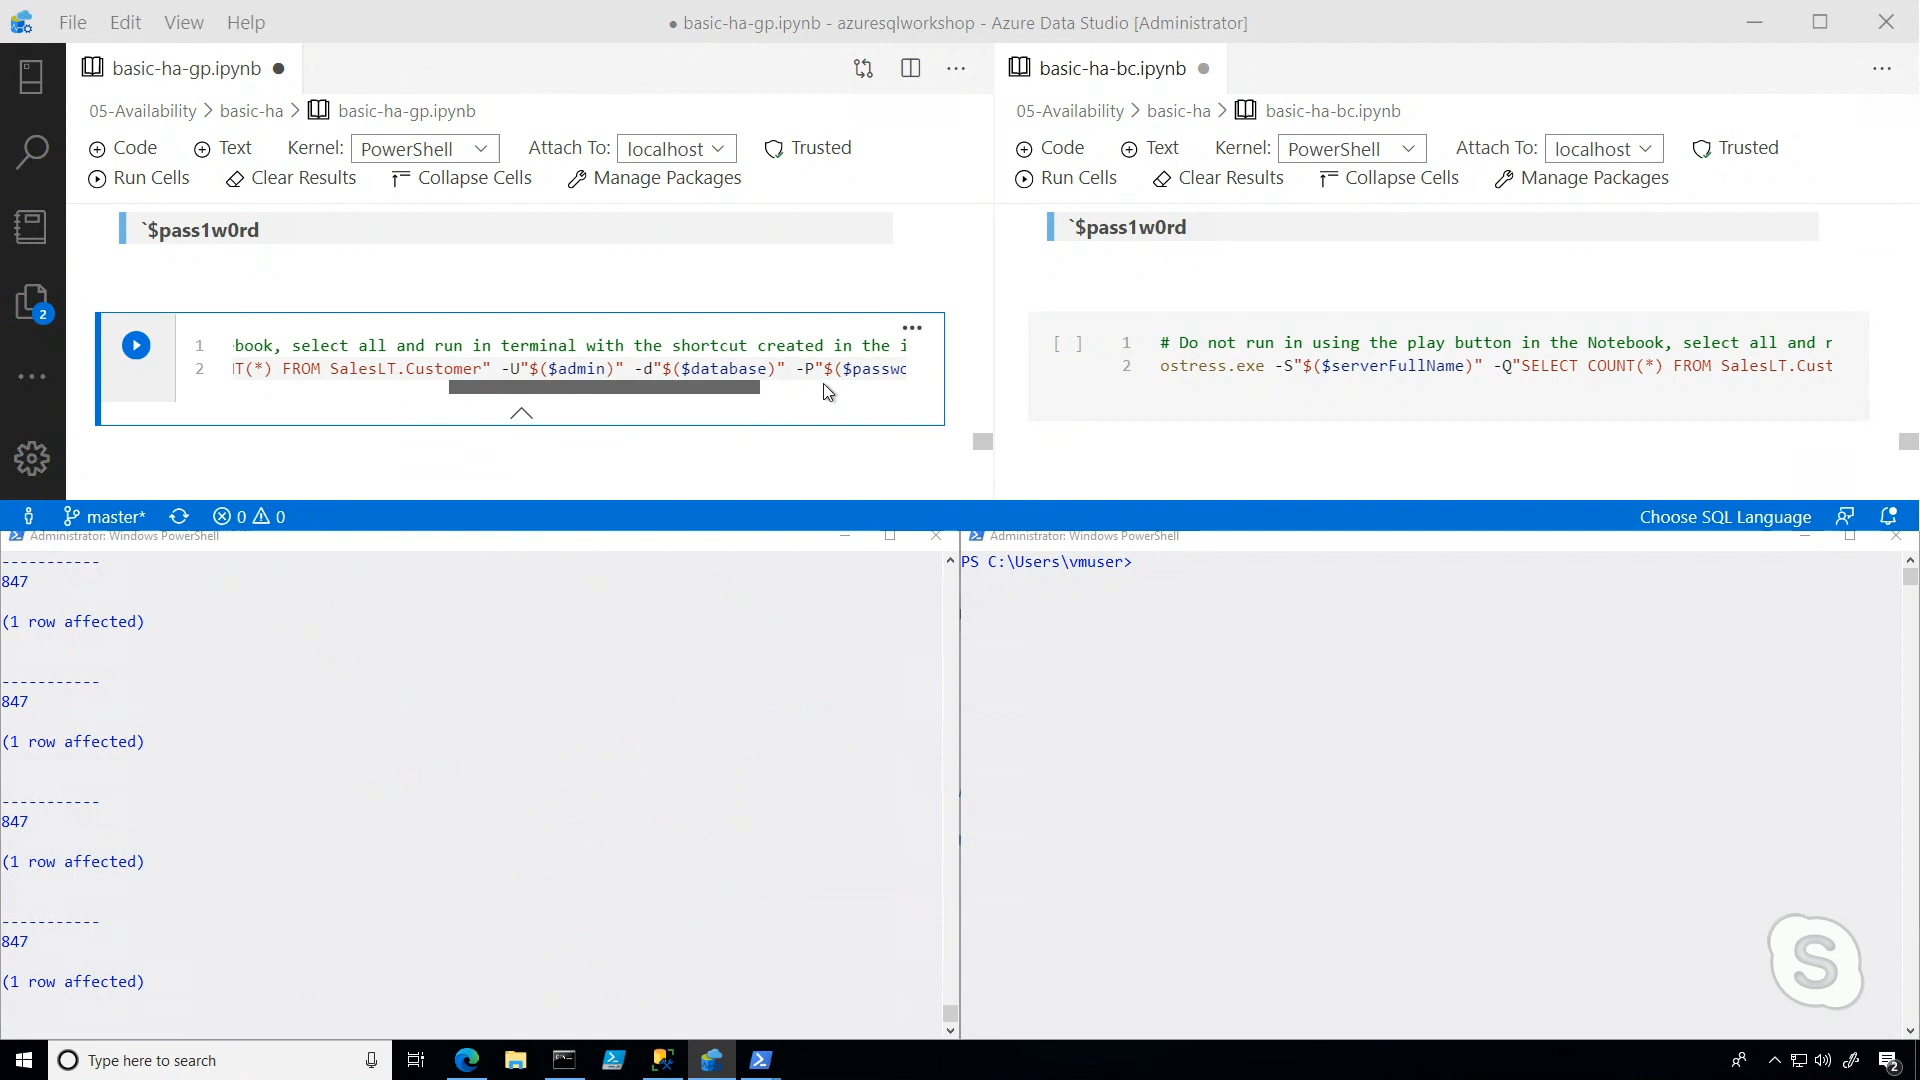 File Edit View Help
● basic-ha-gp.ipynb - azuresqlworkshop - Azure Data Studio [Administrator]
basic-ha-gp.ipynb ●
05-Availability > basic-ha > basic-ha-gp.ipynb
Code Text Kernel: PowerShell Attach To: localhost Trusted
Run Cells Clear Results Collapse Cells Manage Packages
`$pass1w0rd
1 book, select all and run in terminal with the shortcut created in the i
2 IT(*) FROM SalesLT.Customer" -U"$($admin)" -d"$($database)" -P"$($passwo
basic-ha-bc.ipynb ●
05-Availability > basic-ha > basic-ha-bc.ipynb
Code Text Kernel: PowerShell Attach To: localhost Trusted
Run Cells Clear Results Collapse Cells Manage Packages
`$pass1w0rd
[ ] 1 # Do not run in using the play button in the Notebook, select all and r
2 ostress.exe -S"$($serverFullName)" -Q"SELECT COUNT(*) FROM SalesLT.Cust
2
master* 0 0 Choose SQL Language
Administrator: Windows PowerShell
-----------
847
(1 row affected)
-----------
847
(1 row affected)
-----------
847
(1 row affected)
-----------
847
(1 row affected)
Administrator: Windows PowerShell
PS C:\Users\vmuser>
S
Type here to search
2